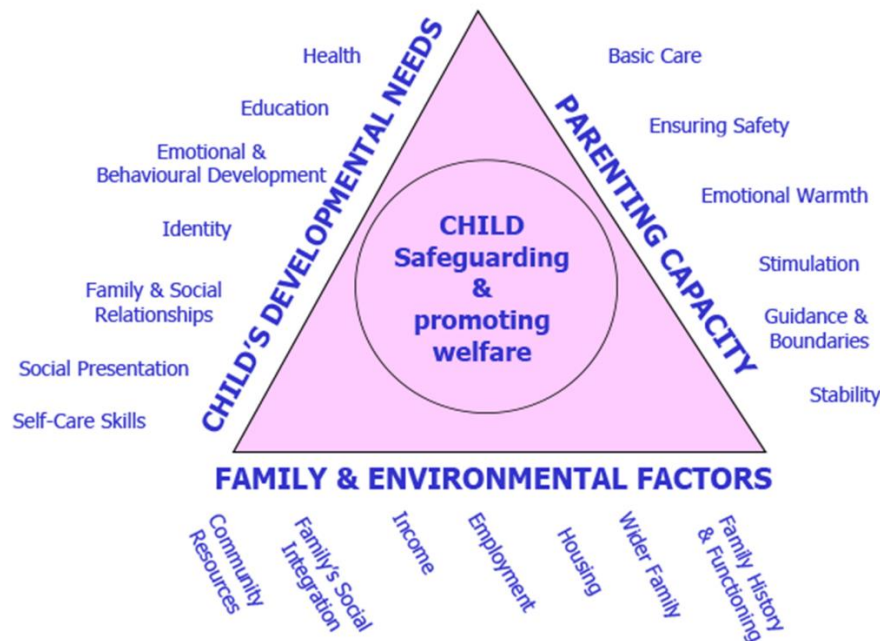 Health
Education
Emotional &
Behavioural Development
Identity
Family & Social
Relationships
Social Presentation
Self-Care Skills
CHILD'S DEVELOPMENTAL NEEDS
CHILD
Safeguarding
&
promoting
welfare
PARENTING CAPACITY
Basic Care
Ensuring Safety
Emotional Warmth
Stimulation
Guidance &
Boundaries
Stability
FAMILY & ENVIRONMENTAL FACTORS
Community
Resources
Family's Social
Integration
Income
Employment
Housing
Wider Family
Family History
& Functioning